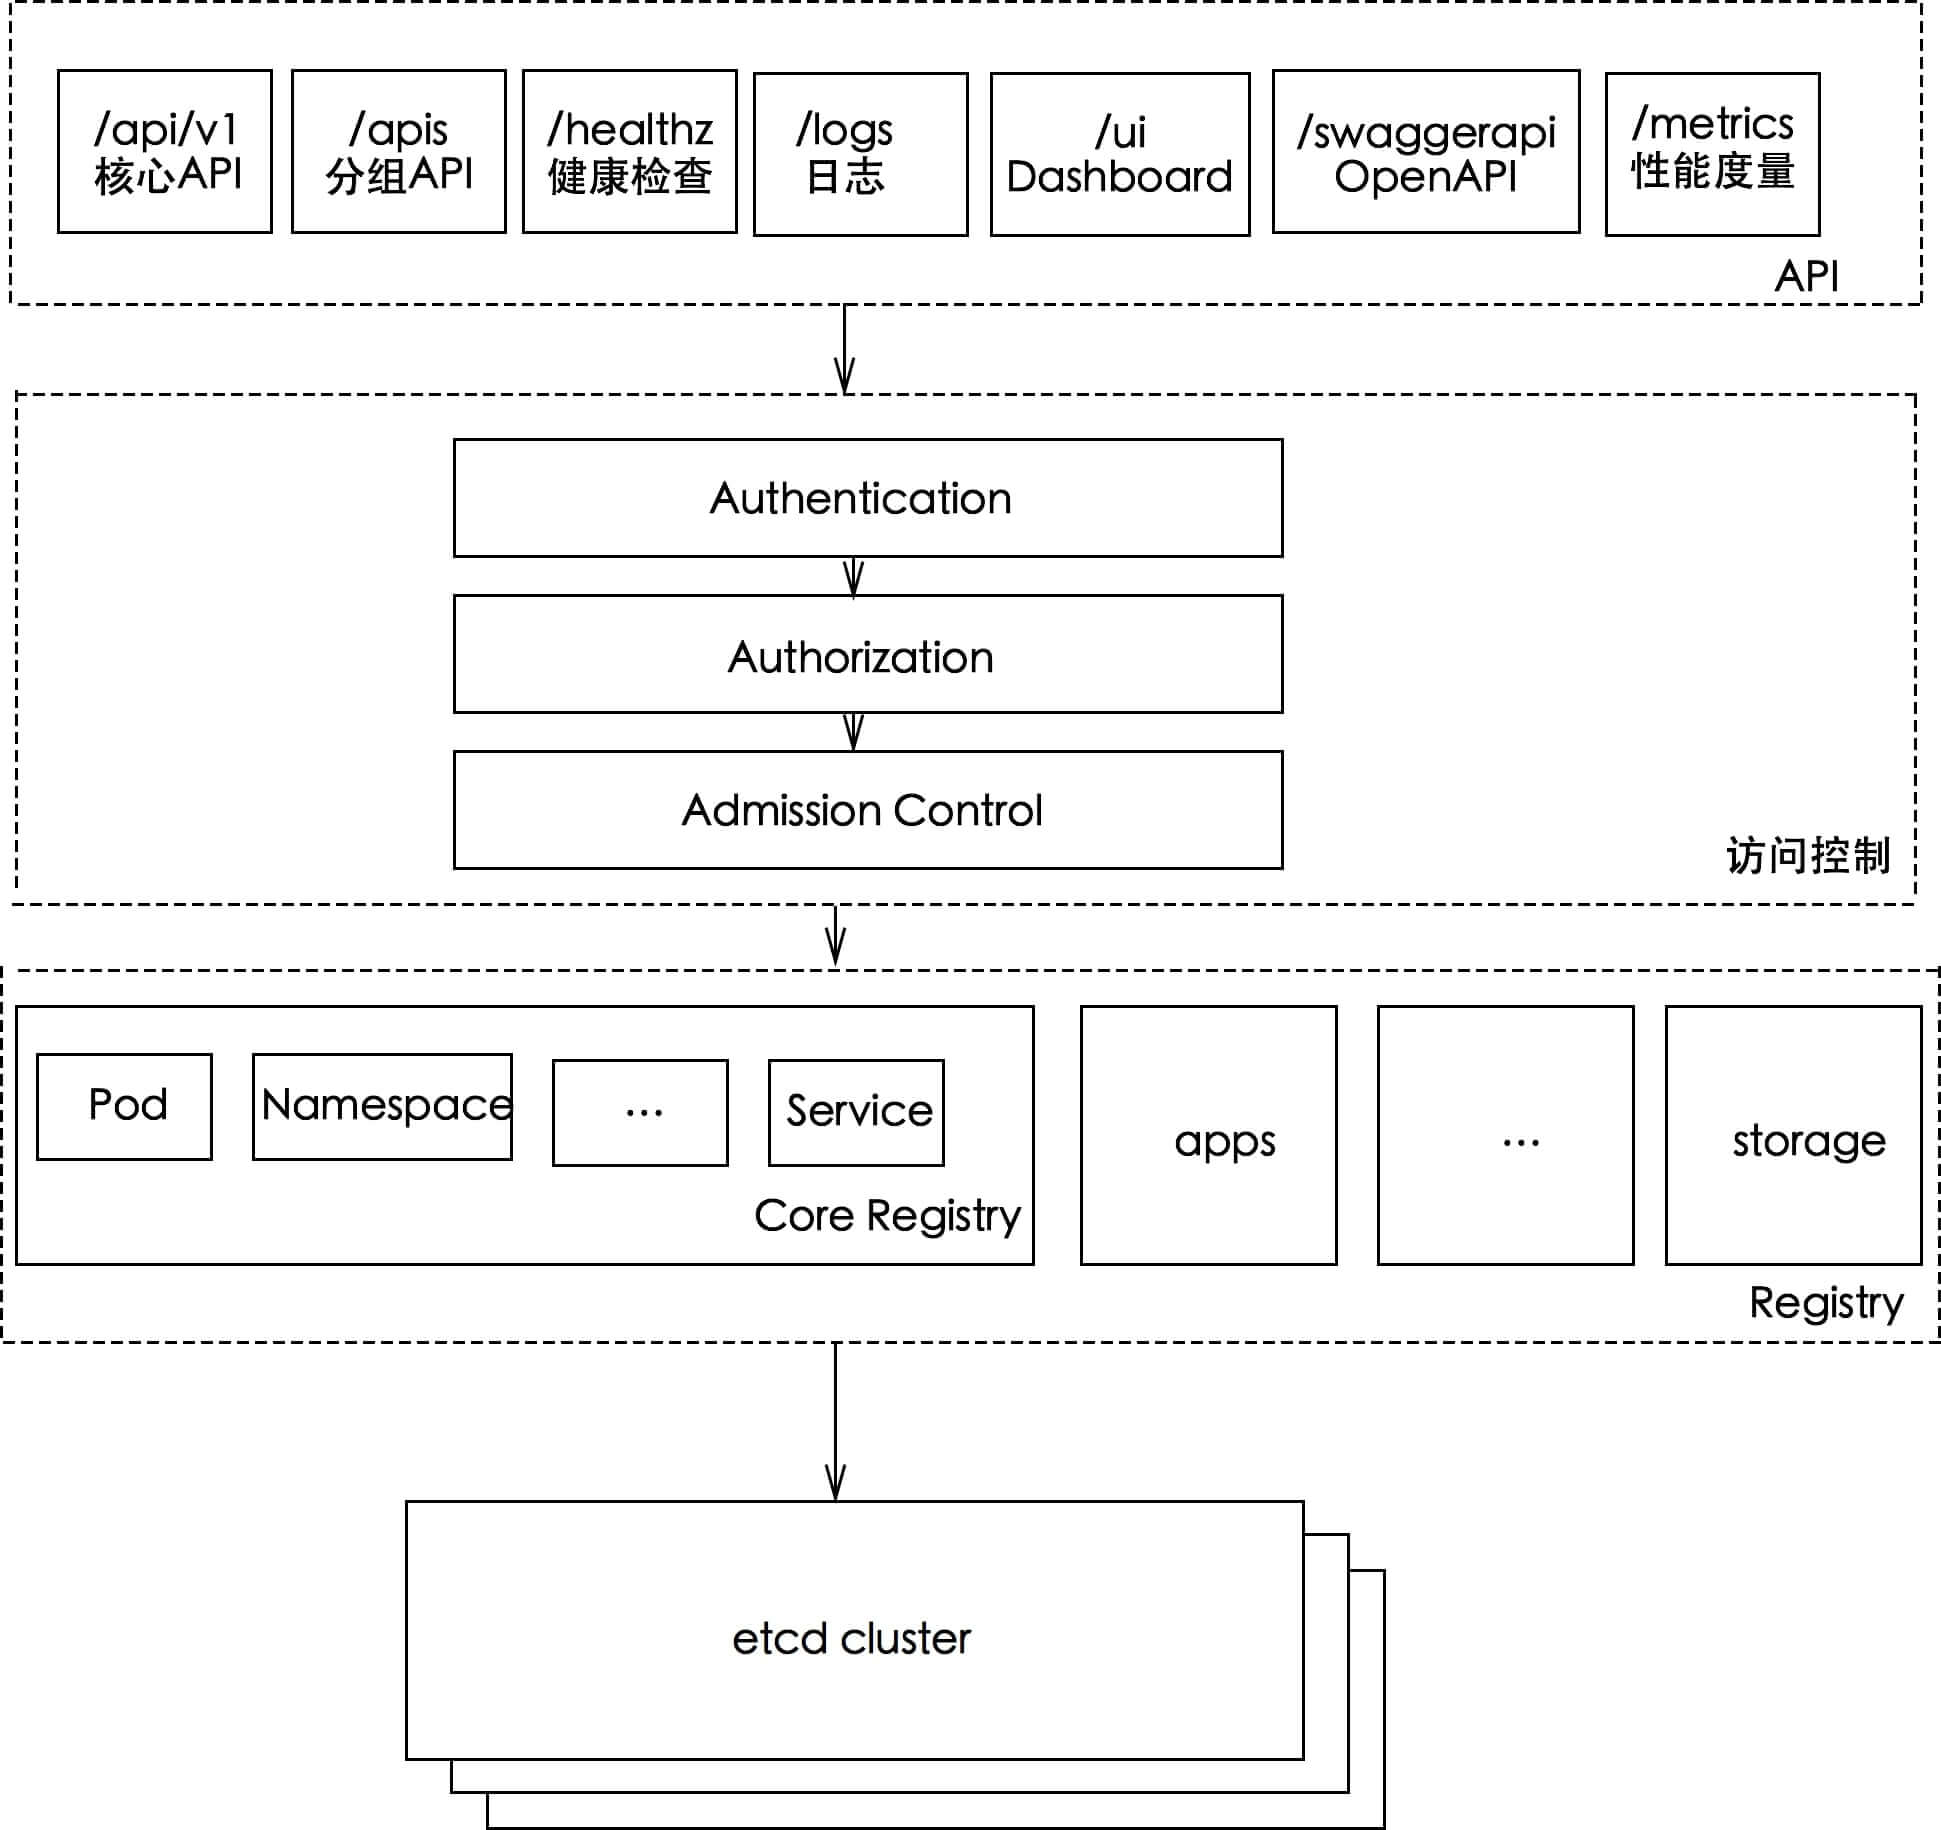 /api/v1
核心API
/apis
分组API
/healthz
健康检查
/logs
日志
/ui
Dashboard
/swaggerapi
OpenAPI
/metrics
性能度量
API
Authentication
Authorization
Admission Control
访问控制
Pod
Namespace
...
Service
Core Registry
apps
...
storage
Registry
etcd cluster